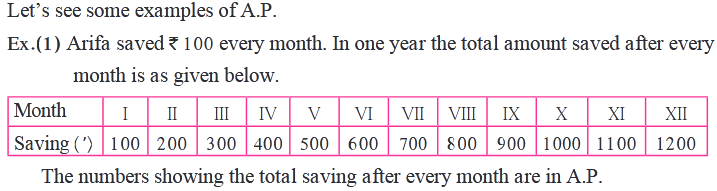 Let's see some examples of A.P.
Ex.(1) Arifa saved ₹ 100 every month. In one year the total amount saved after every
month is as given below.
Month I II III IV V VI VII VIII IX X XI XII
Saving (′) 100 200 300 400 500 600 700 800 900 1000 1100 1200
The numbers showing the total saving after every month are in A.P.